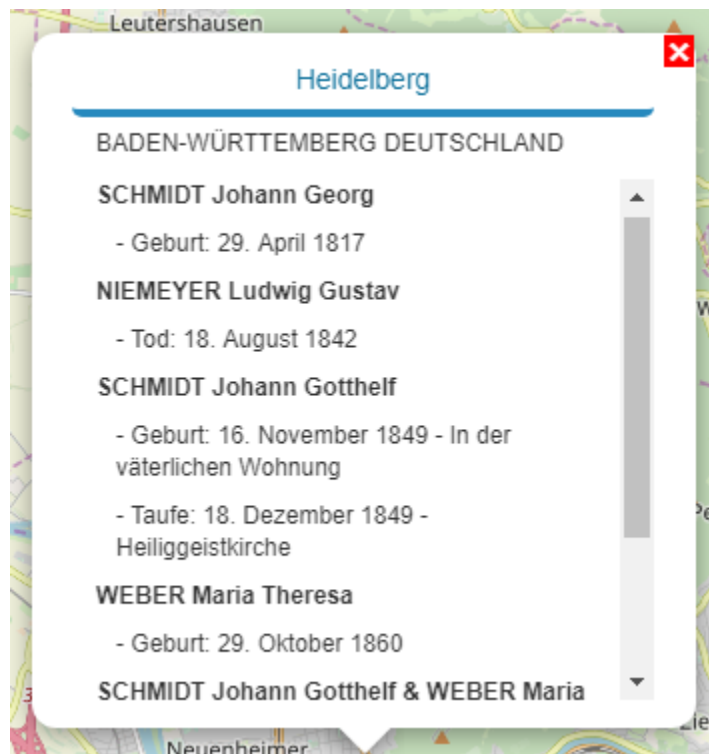 Leutershausen
Heidelberg
BADEN-WÜRTTEMBERG DEUTSCHLAND
SCHMIDT Johann Georg
- Geburt: 29. April 1817
NIEMEYER Ludwig Gustav
- Tod: 18. August 1842
SCHMIDT Johann Gotthelf
- Geburt: 16. November 1849 - In der
väterlichen Wohnung
- Taufe: 18. Dezember 1849 -
Heiliggeistkirche
WEBER Maria Theresa
- Geburt: 29. Oktober 1860
SCHMIDT Johann Gotthelf & WEBER Maria
Neuenheimer